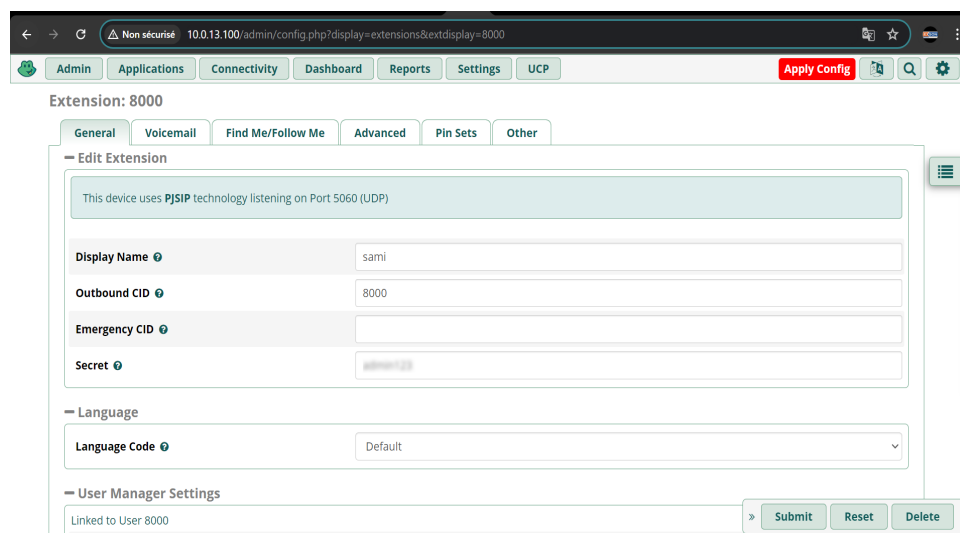 Non sécurisé 10.0.13.100/admin/config.php?display=extensions&extdisplay=8000
Admin Applications Connectivity Dashboard Reports Settings UCP Apply Config
Extension: 8000
General Voicemail Find Me/Follow Me Advanced Pin Sets Other
Edit Extension
This device uses PJSIP technology listening on Port 5060 (UDP)
Display Name sami
Outbound CID 8000
Emergency CID
Secret
Language
Language Code Default
User Manager Settings
Linked to User 8000
» Submit Reset Delete